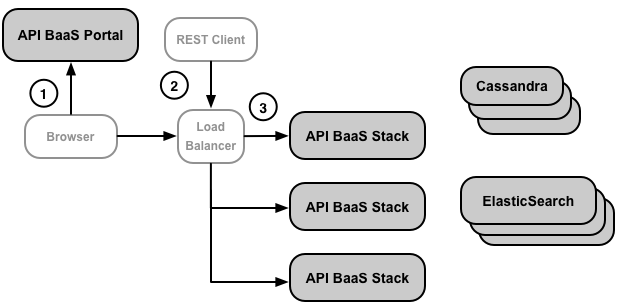 API BaaS Portal
REST Client
1
2
3
Cassandra
Browser
Load
Balancer
API BaaS Stack
API BaaS Stack
ElasticSearch
API BaaS Stack